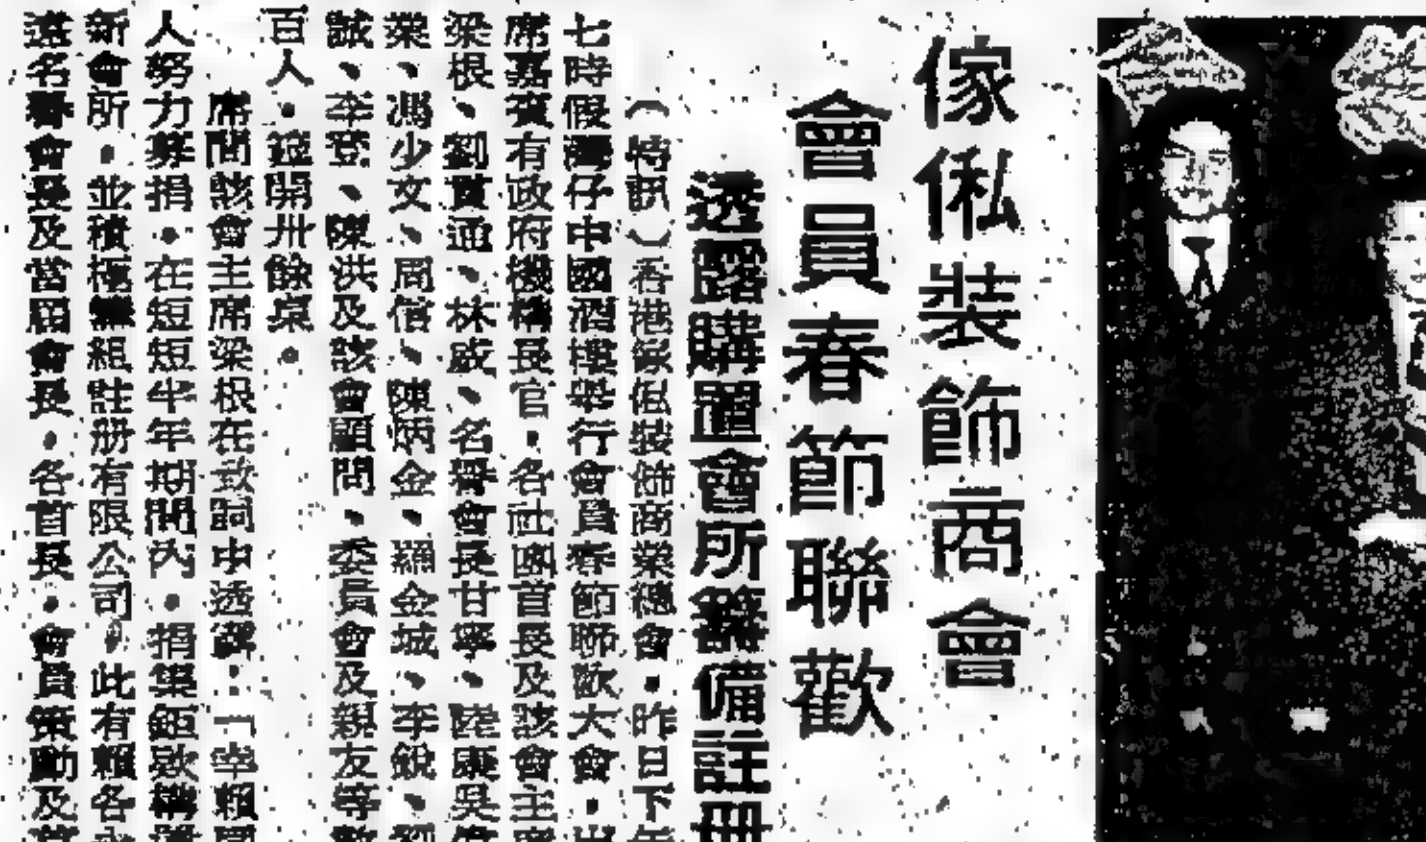 傢俬裝飾商會
會員春節聯歡
透露購置會所籌備註冊
（特訊）香港傢俬裝飾商業總會，昨日下午
七時假灣仔中國酒樓舉行會員春節聯歡大會，出
席嘉賓有政府機構長官，各社團首長及該會主席
梁根、劉貫通、林威、名譽會長甘寧、陸康吳偉
業、馮少文、周信、陳炳金、羅金城、李銳、劉
誠、李登、陳洪及該會顧問、委員會及親友等數
百人。筵開卅餘桌。
席間該會主席梁根在致詞中透露：「幸賴同
人努力募捐，在短短半年期間內，捐集鉅欵構置
新會所，並積極籌組註册有限公司，此有賴各永
遠名譽會長及當屆會長，各首長，會員策動及